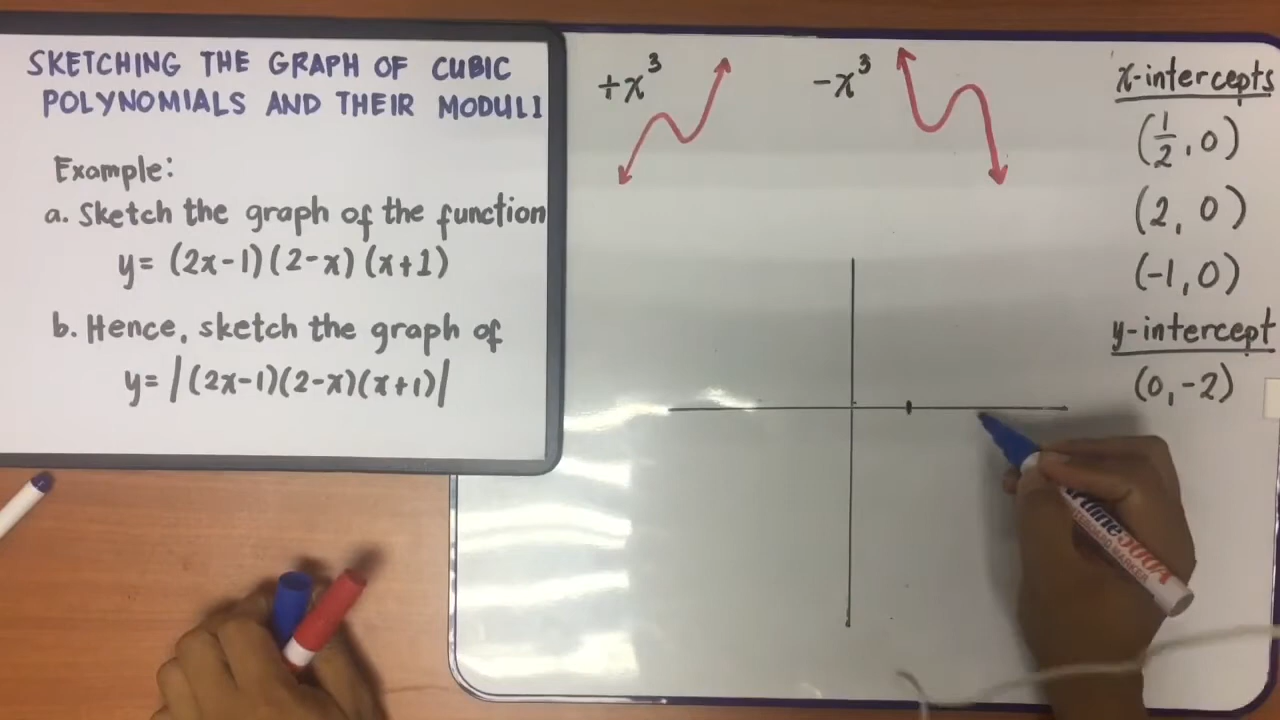 SKETCHING THE GRAPH OF CUBIC
POLYNOMIALS AND THEIR MODULI
Example:
a. Sketch the graph of the function
y= (2x-1)(2-x)(x+1)
b. Hence, sketch the graph of
y= |(2x-1)(2-x)(x+1)|
+x³
-x³
x-intercepts
(1/2, 0)
(2, 0)
(-1, 0)
y-intercept
(0, -2)
500A
MARKER